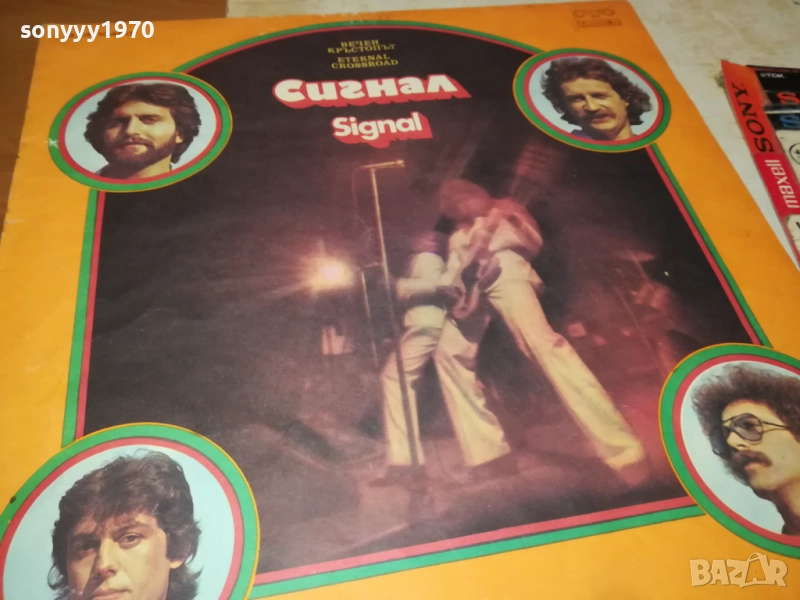 sonyyy1970
ВЕЧЕН
КРЪСТОПЪТ
ETERNAL
CROSSROAD
Сигнал
Signal
TDK
SONY
maxell
BAZAR